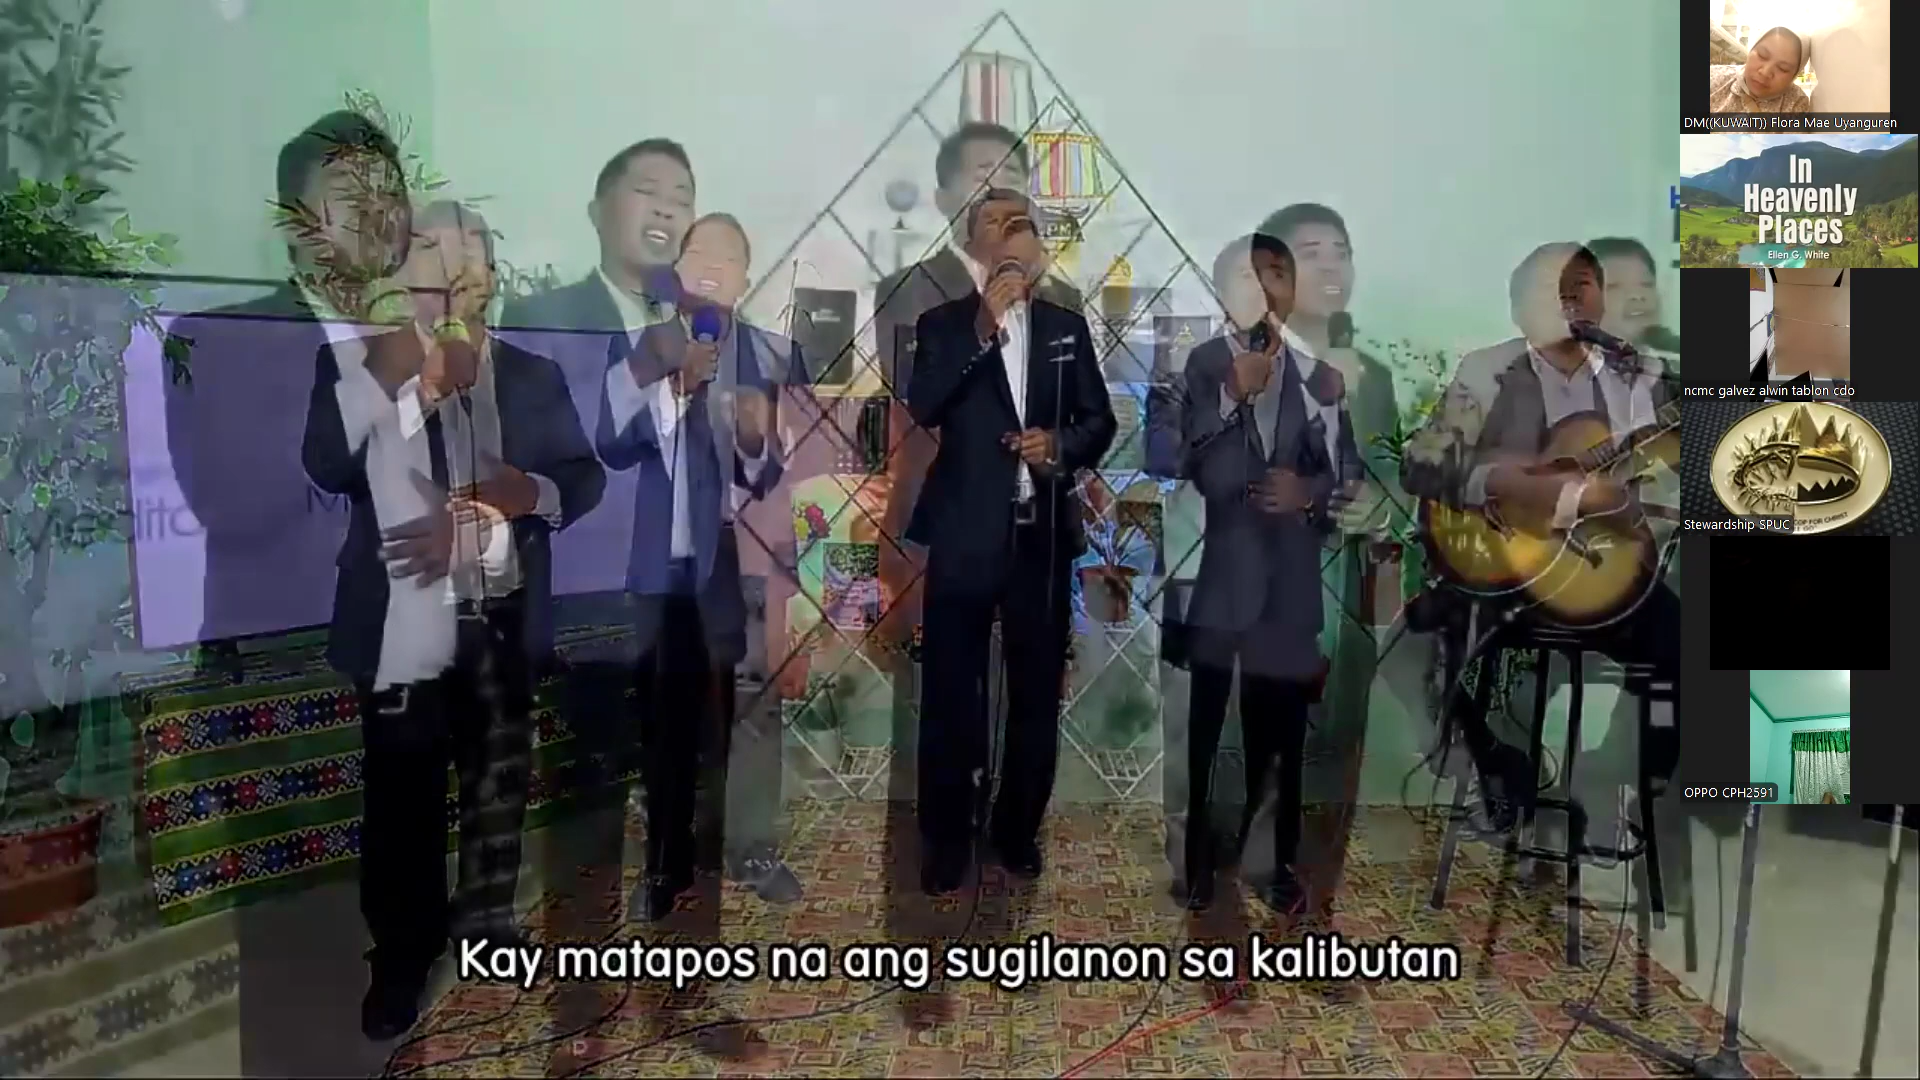 Kay matapos na ang sugilanon sa kalibutan
DM((KUWAIT)) Flora Mae Uyanguren
In
Heavenly
Places
Ellen G. White
ncmc galvez alwin tablon cdo
Stewardship SPUC
OPPO CPH2591